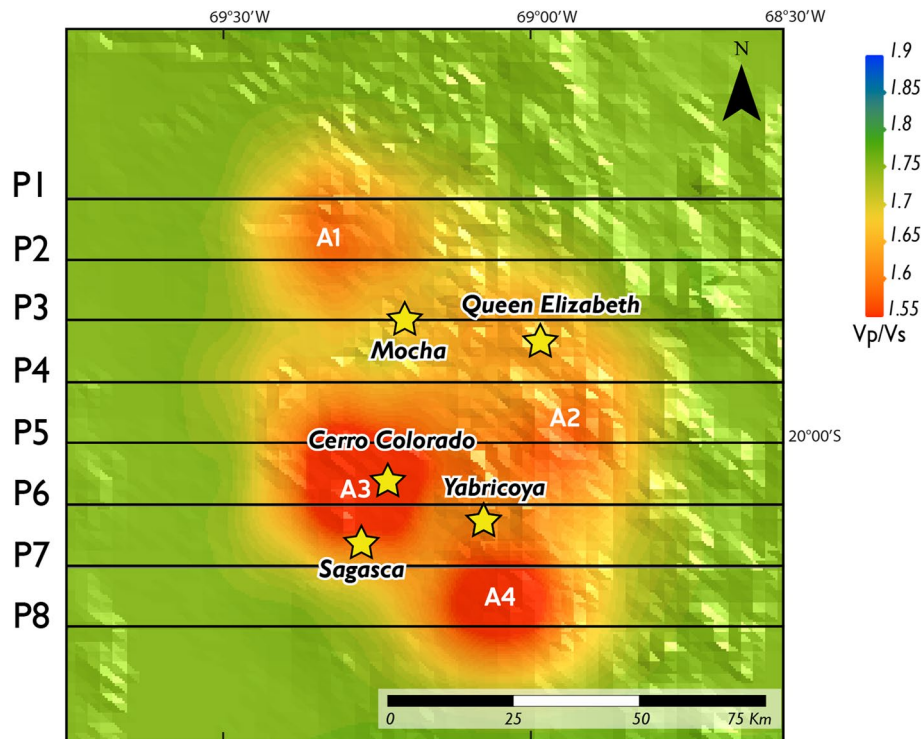 69°30'W 69°00'W 68°30'W
N
1.9
1.85
1.8
1.75
1.7
1.65
1.6
1.55
Vp/Vs
P1
A1
P2
P3
Queen Elizabeth
Mocha
P4
A2
P5
20°00'S
Cerro Colorado
P6
A3
Yabricoya
P7
Sagasca
A4
P8
0 25 50 75 Km